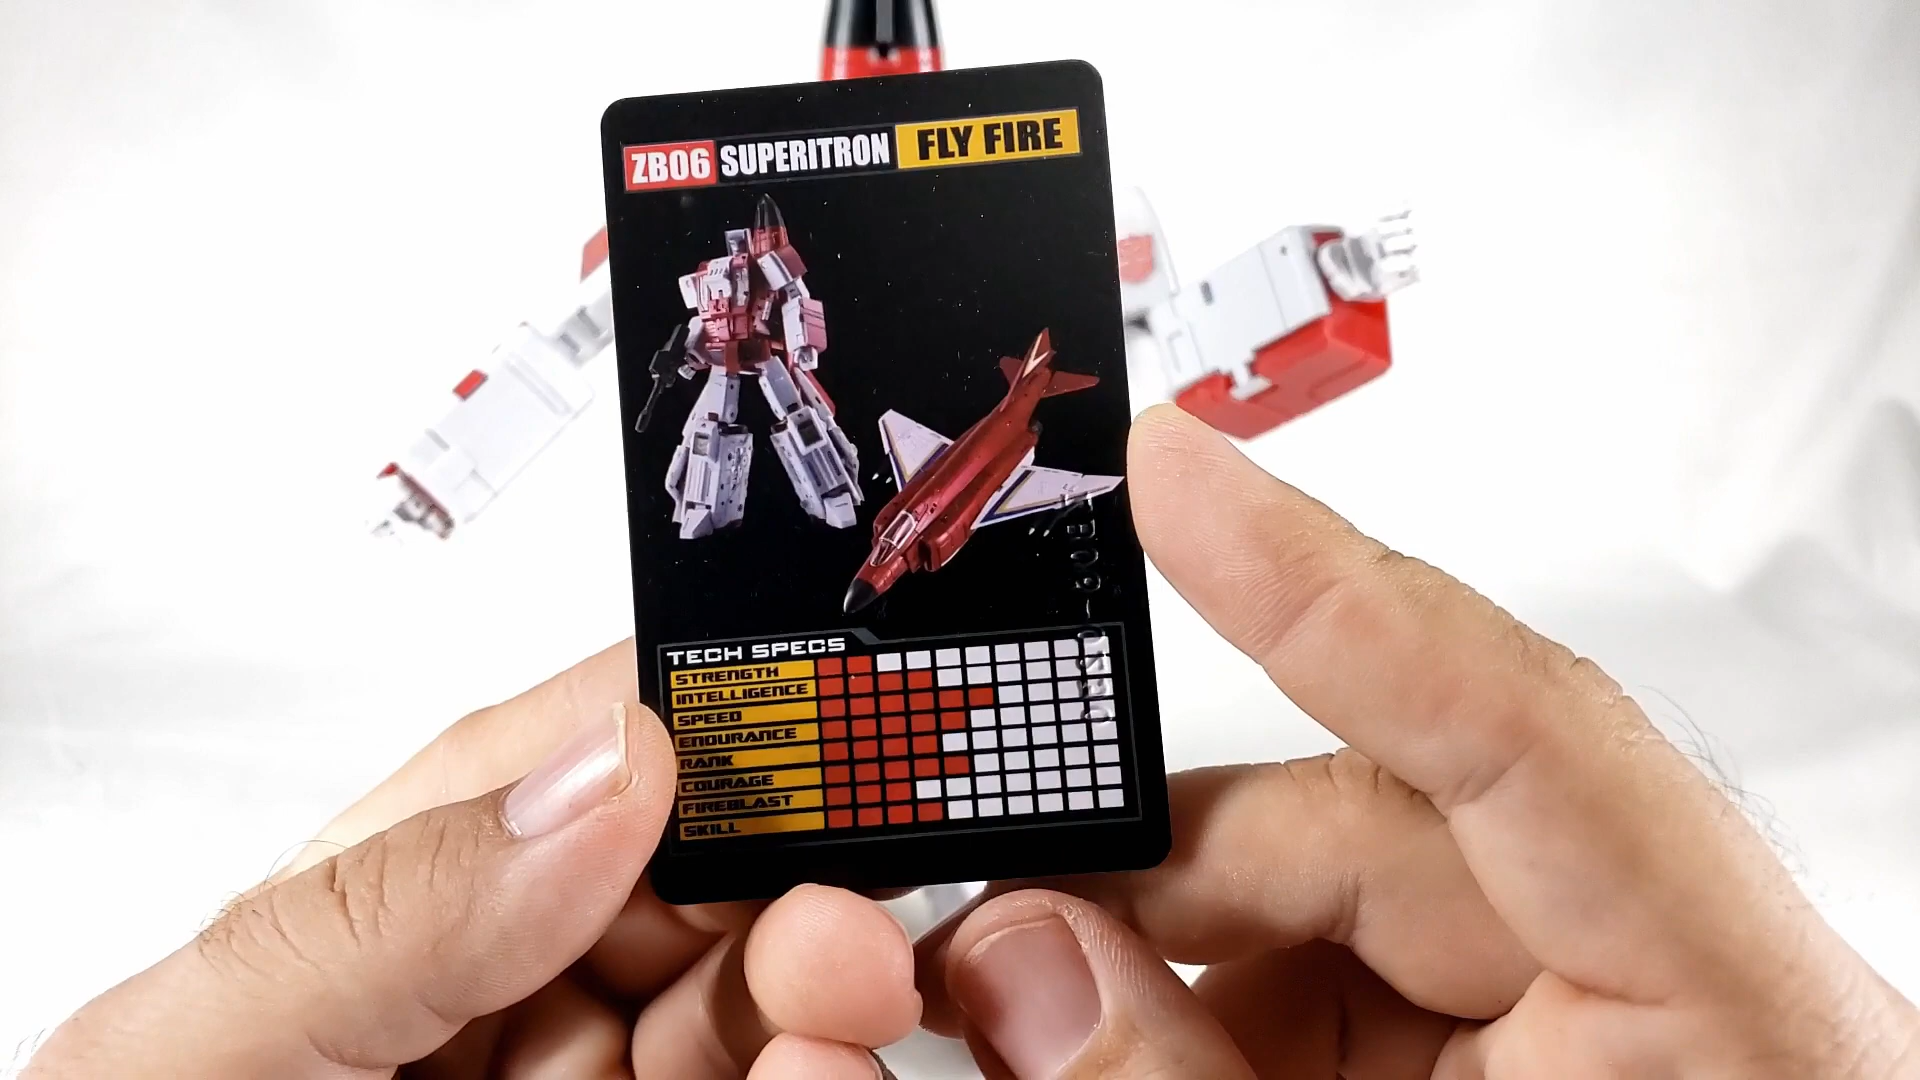 ZB06 SUPERITRON FLY FIRE
TECH SPECS
STRENGTH
INTELLIGENCE
SPEED
ENDURANCE
RANK
COURAGE
FIREBLAST
SKILL